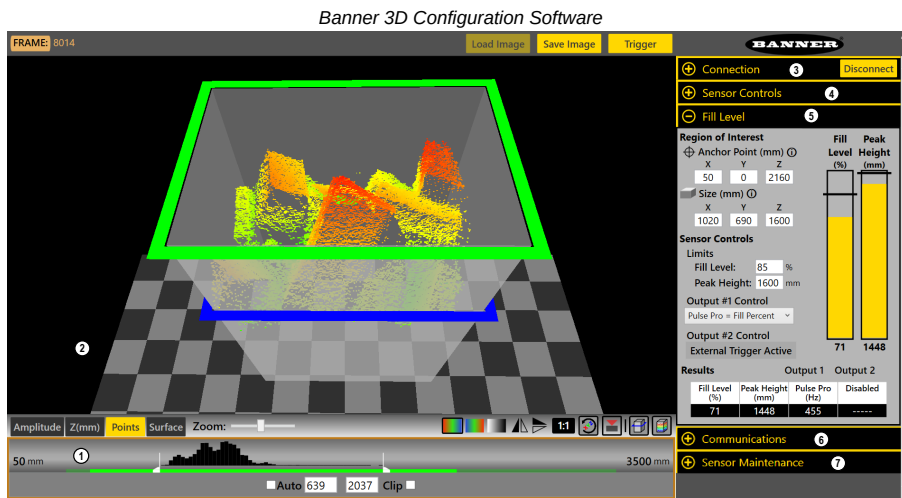 Banner 3D Configuration Software
FRAME: 8014
Load Image
Save Image
Trigger
BANNER
Connection
3
Disconnect
Sensor Controls
4
Fill Level
5
Region of Interest
Anchor Point (mm)
X Y Z
50 0 2160
Size (mm)
X Y Z
1020 690 1600
Sensor Controls
Limits
Fill Level: 85 %
Peak Height: 1600 mm
Output #1 Control
Pulse Pro = Fill Percent
Output #2 Control
External Trigger Active
Fill Level (%)
Peak Height (mm)
71 1448
Results Output 1 Output 2
Fill Level (%) Peak Height (mm) Pulse Pro (Hz) Disabled
71 1448 455 -----
Communications
6
Sensor Maintenance
7
2
Amplitude Z(mm) Points Surface Zoom:
1:1
50 mm
1
3500 mm
Auto 639 2037 Clip